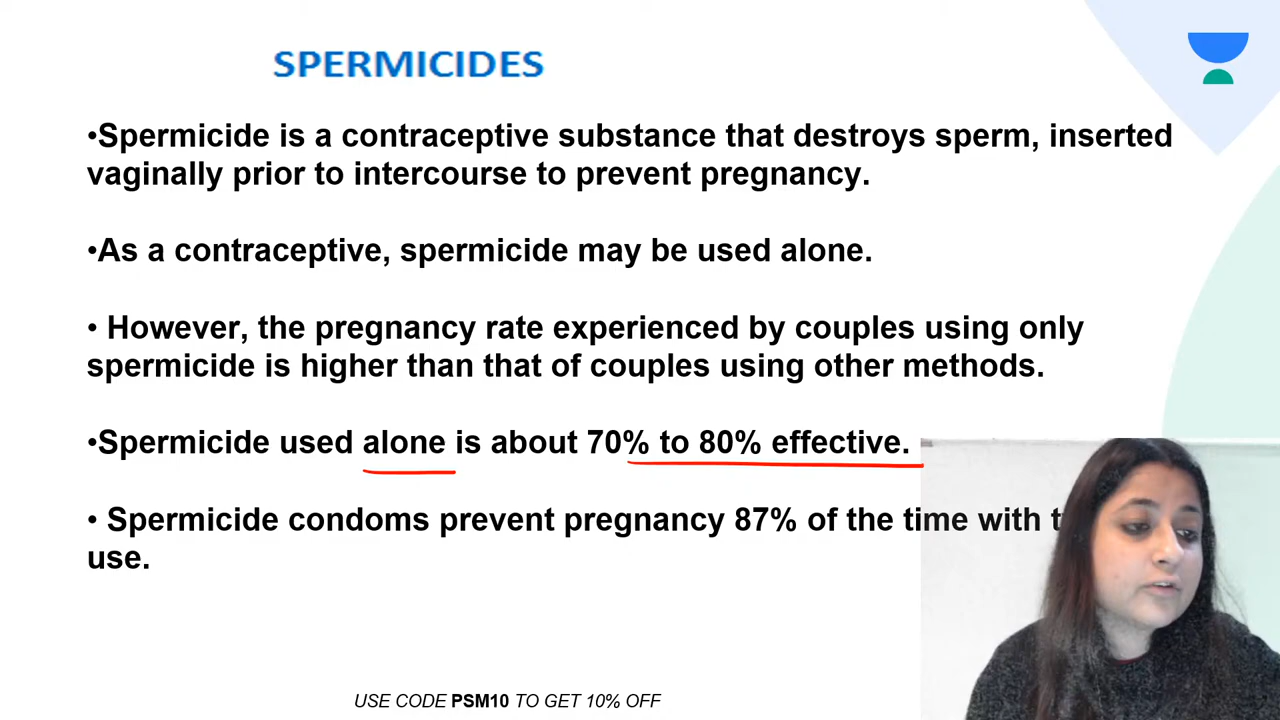 SPERMICIDES
•Spermicide is a contraceptive substance that destroys sperm, inserted
vaginally prior to intercourse to prevent pregnancy.
•As a contraceptive, spermicide may be used alone.
• However, the pregnancy rate experienced by couples using only
spermicide is higher than that of couples using other methods.
•Spermicide used alone is about 70% to 80% effective.
• Spermicide condoms prevent pregnancy 87% of the time with
use.
USE CODE PSM10 TO GET 10% OFF